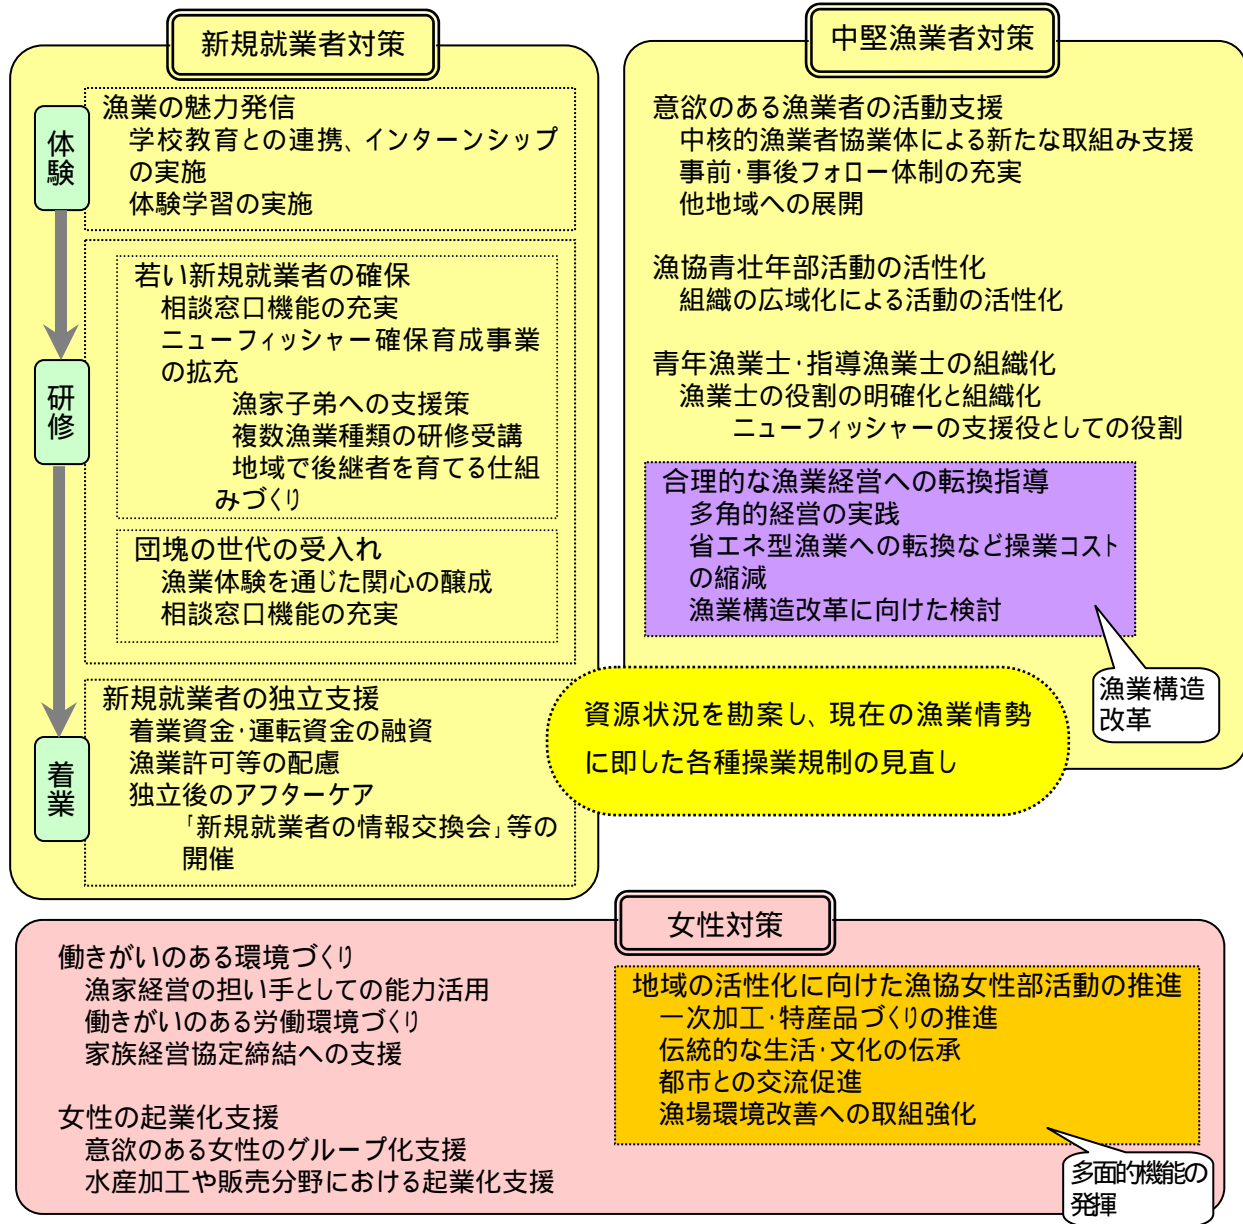 新規就業者対策
体験
漁業の魅力発信
学校教育との連携、インターンシップ
の実施
体験学習の実施
研修
若い新規就業者の確保
相談窓口機能の充実
ニューフィッシャー確保育成事業
の拡充
漁家子弟への支援策
複数漁業種類の研修受講
地域で後継者を育てる仕組
みづくり
団塊の世代の受入れ
漁業体験を通じた関心の醸成
相談窓口機能の充実
着業
新規就業者の独立支援
着業資金・運転資金の融資
漁業許可等の配慮
独立後のアフターケア
「新規就業者の情報交換会」等の
開催
中堅漁業者対策
意欲のある漁業者の活動支援
中核的漁業者協業体による新たな取組み支援
事前・事後フォロー体制の充実
他地域への展開
漁協青壮年部活動の活性化
組織の広域化による活動の活性化
青年漁業士・指導漁業士の組織化
漁業士の役割の明確化と組織化
ニューフィッシャーの支援役としての役割
合理的な漁業経営への転換指導
多角的経営の実践
省エネ型漁業への転換など操業コスト
の縮減
漁業構造改革に向けた検討
漁業構造
改革
資源状況を勘案し、現在の漁業情勢
に即した各種操業規制の見直し
女性対策
働きがいのある環境づくり
漁家経営の担い手としての能力活用
働きがいのある労働環境づくり
家族経営協定締結への支援
女性の起業化支援
意欲のある女性のグループ化支援
水産加工や販売分野における起業化支援
地域の活性化に向けた漁協女性部活動の推進
一次加工・特産品づくりの推進
伝統的な生活・文化の伝承
都市との交流促進
漁場環境改善への取組強化
多面的機能の
発揮